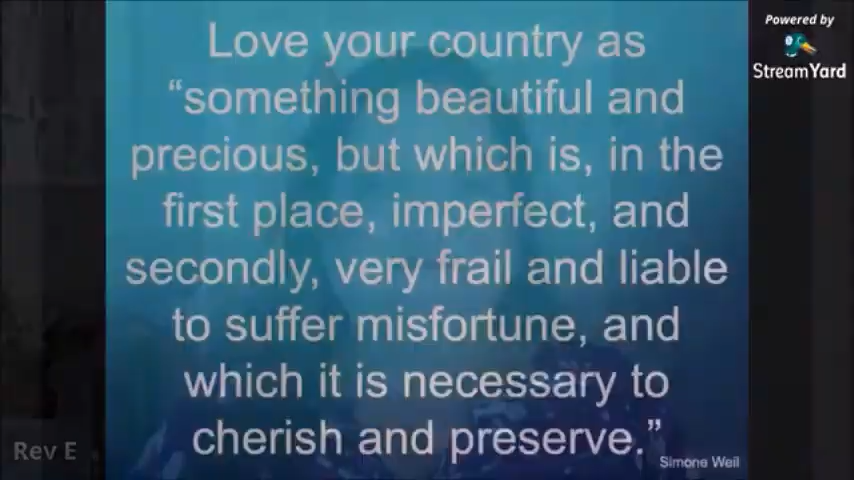 Love your country as
“something beautiful and
precious, but which is, in the
first place, imperfect, and
secondly, very frail and liable
to suffer misfortune, and
which it is necessary to
cherish and preserve.”
Simone Weil
Powered by
StreamYard
Rev E